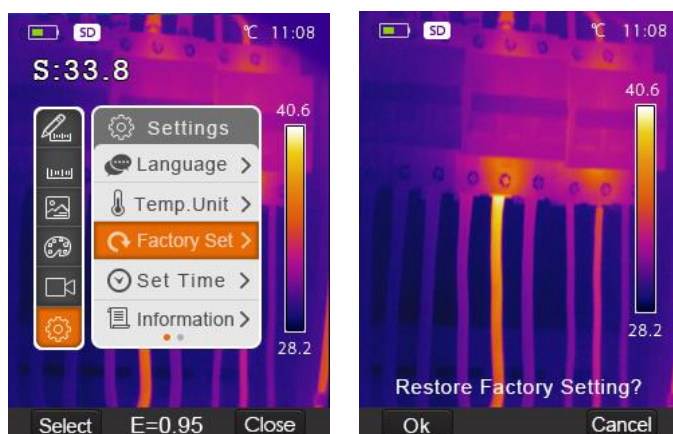 SD ℃ 11:08
S:33.8
40.6
Settings
Language >
Temp.Unit >
Factory Set >
Set Time >
Information >
28.2
Select E=0.95 Close
SD ℃ 11:08
40.6
28.2
Restore Factory Setting?
Ok Cancel